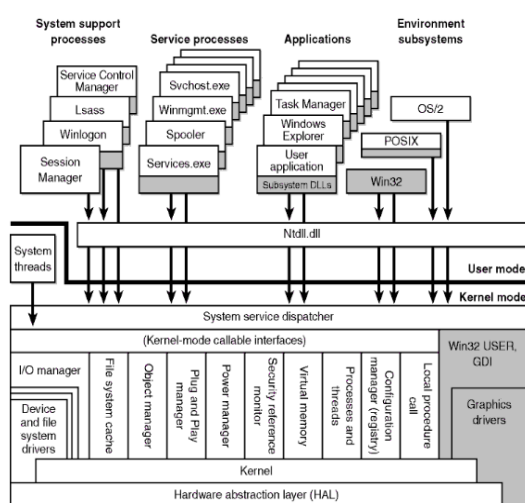 System support
processes
Service processes
Applications
Environment
subsystems
Service Control
Manager
Lsass
Winlogon
Session
Manager
Svchost.exe
Winmgmt.exe
Spooler
Services.exe
Task Manager
Windows
Explorer
User
application
Subsystem DLLs
OS/2
POSIX
Win32
Ntdll.dll
System
threads
User mode
Kernel mode
System service dispatcher
(Kernel-mode callable interfaces)
I/O manager
Device and
file system
drivers
File system cache
Object manager
Plug and Play
manager
Power manager
Security reference
monitor
Virtual memory
Processes and
threads
Configuration
manager (registry)
Local procedure
call
Win32 USER,
GDI
Graphics
drivers
Kernel
Hardware abstraction layer (HAL)